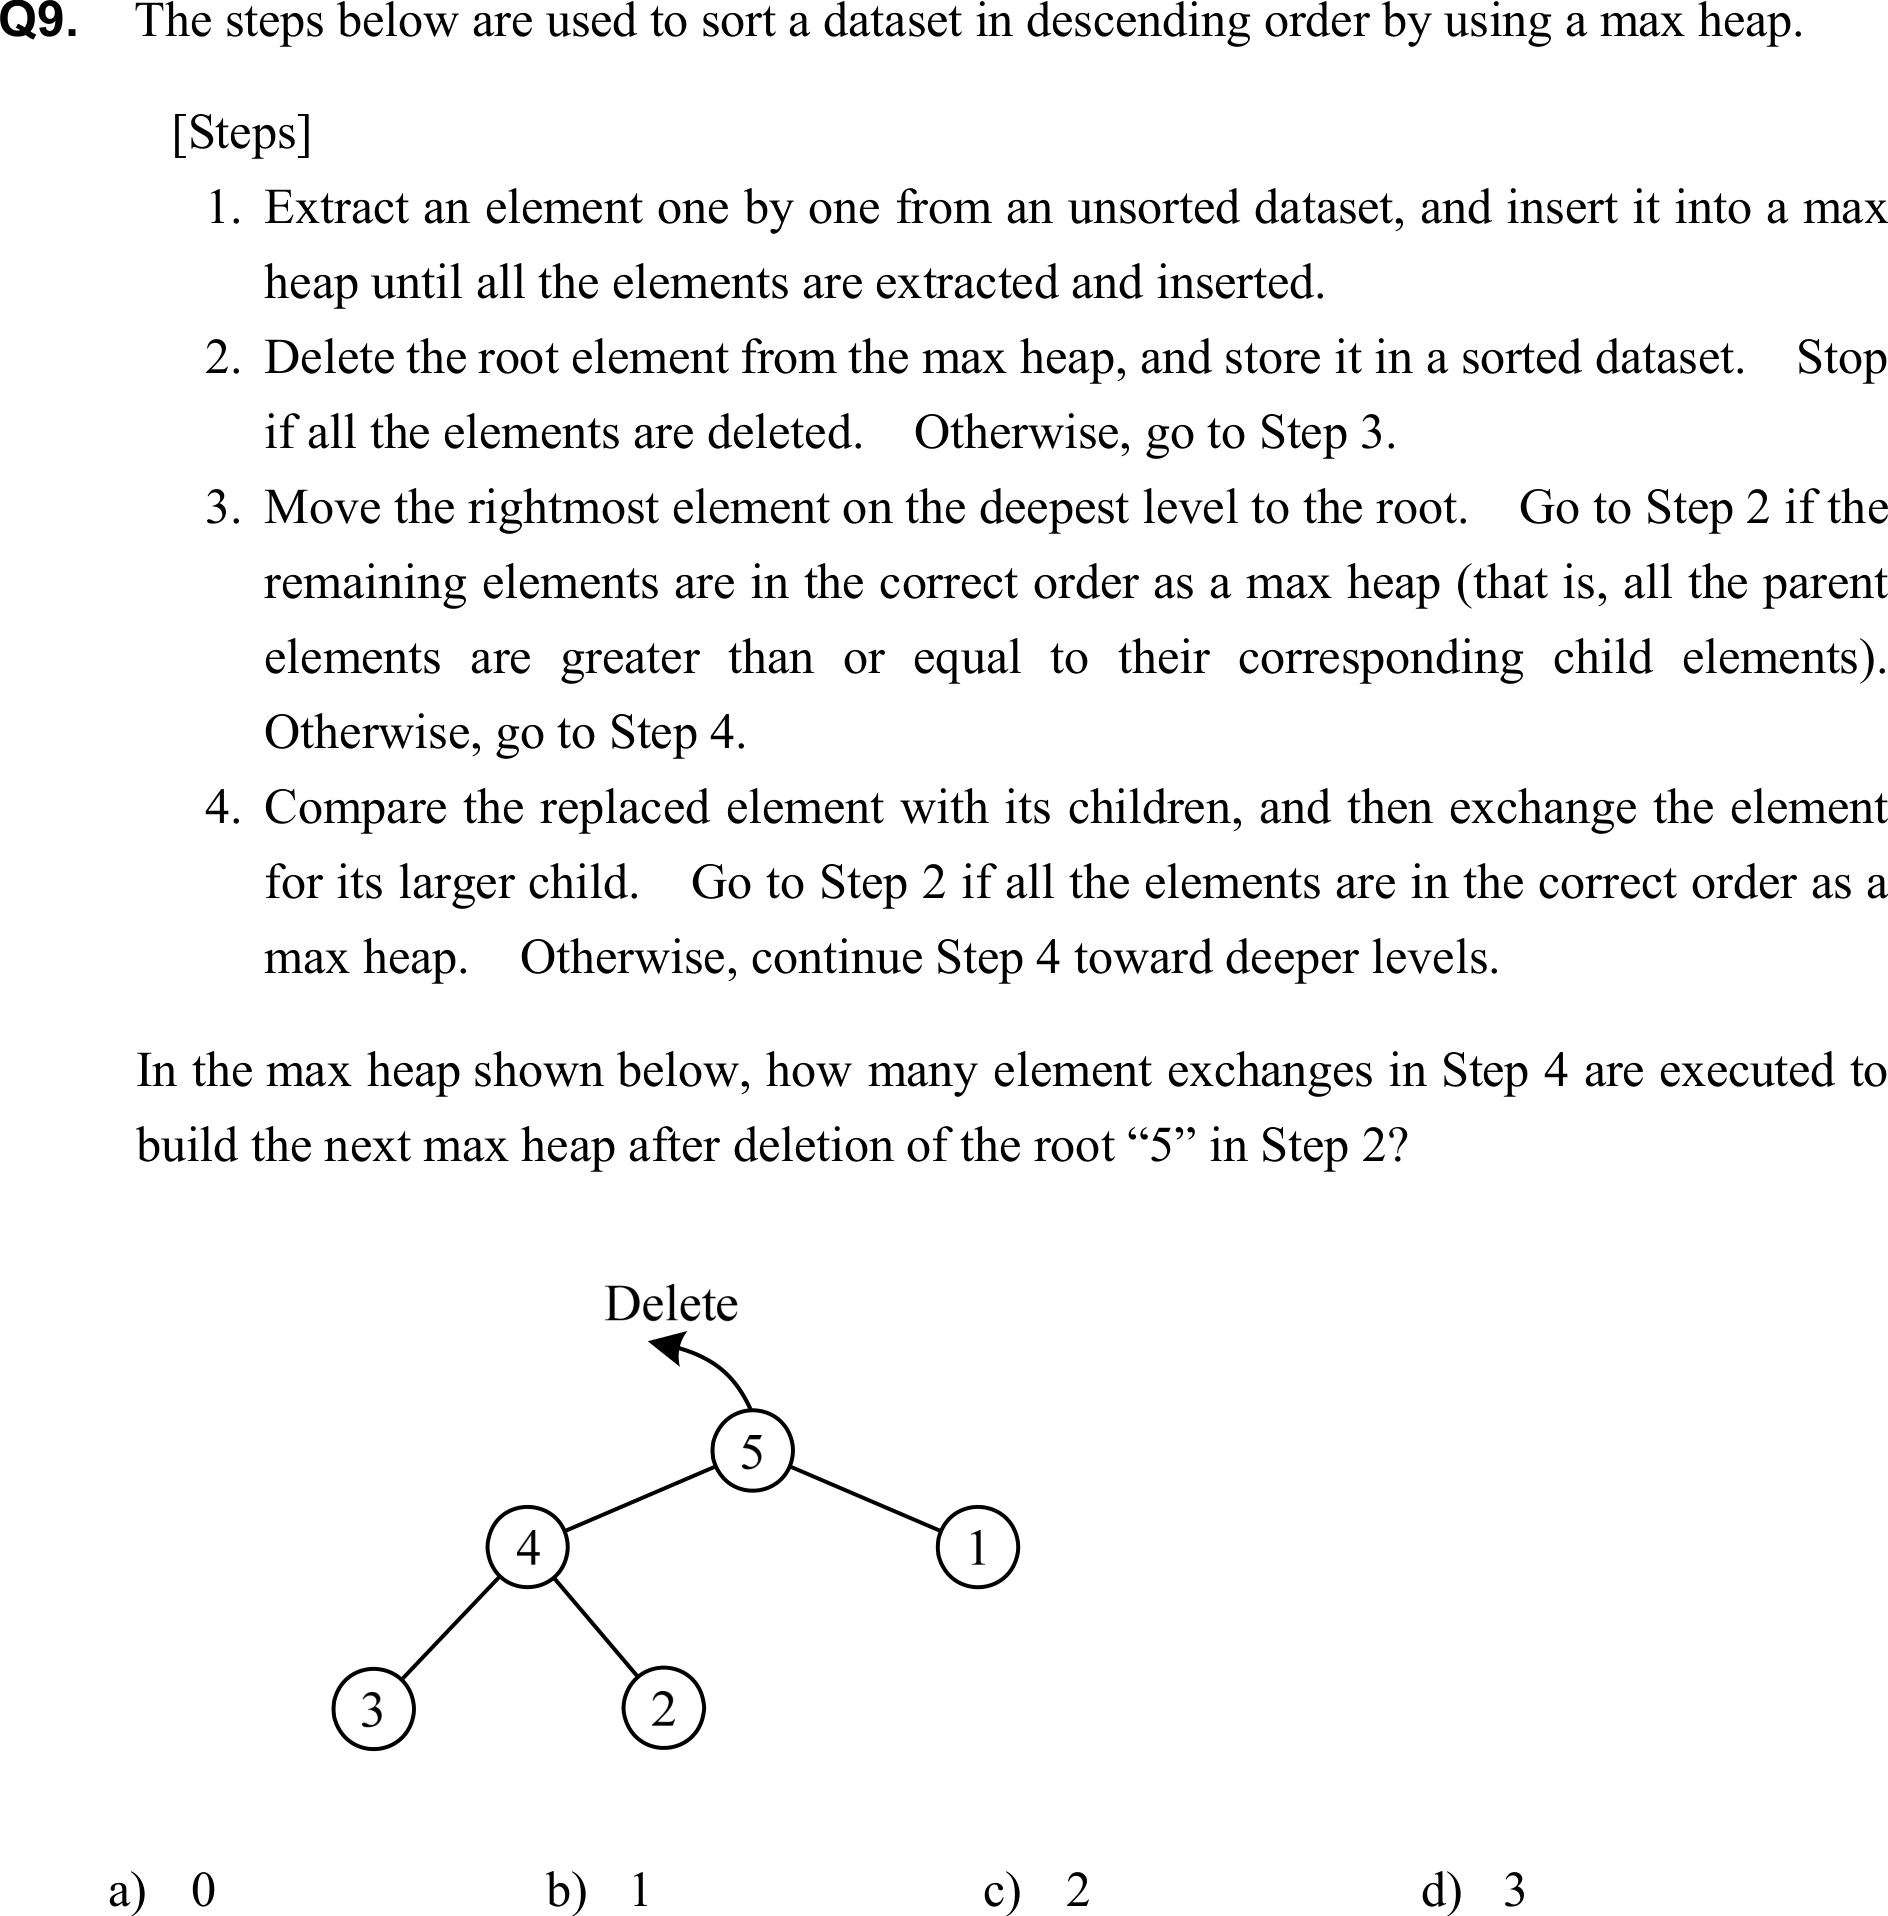 Q9. The steps below are used to sort a dataset in descending order by using a max heap.
[Steps]
1. Extract an element one by one from an unsorted dataset, and insert it into a max
heap until all the elements are extracted and inserted.
2. Delete the root element from the max heap, and store it in a sorted dataset. Stop
if all the elements are deleted. Otherwise, go to Step 3.
3. Move the rightmost element on the deepest level to the root. Go to Step 2 if the
remaining elements are in the correct order as a max heap (that is, all the parent
elements are greater than or equal to their corresponding child elements).
Otherwise, go to Step 4.
4. Compare the replaced element with its children, and then exchange the element
for its larger child. Go to Step 2 if all the elements are in the correct order as a
max heap. Otherwise, continue Step 4 toward deeper levels.
In the max heap shown below, how many element exchanges in Step 4 are executed to
build the next max heap after deletion of the root “5” in Step 2?
Delete
5
4 1
3 2
a) 0 b) 1 c) 2 d) 3